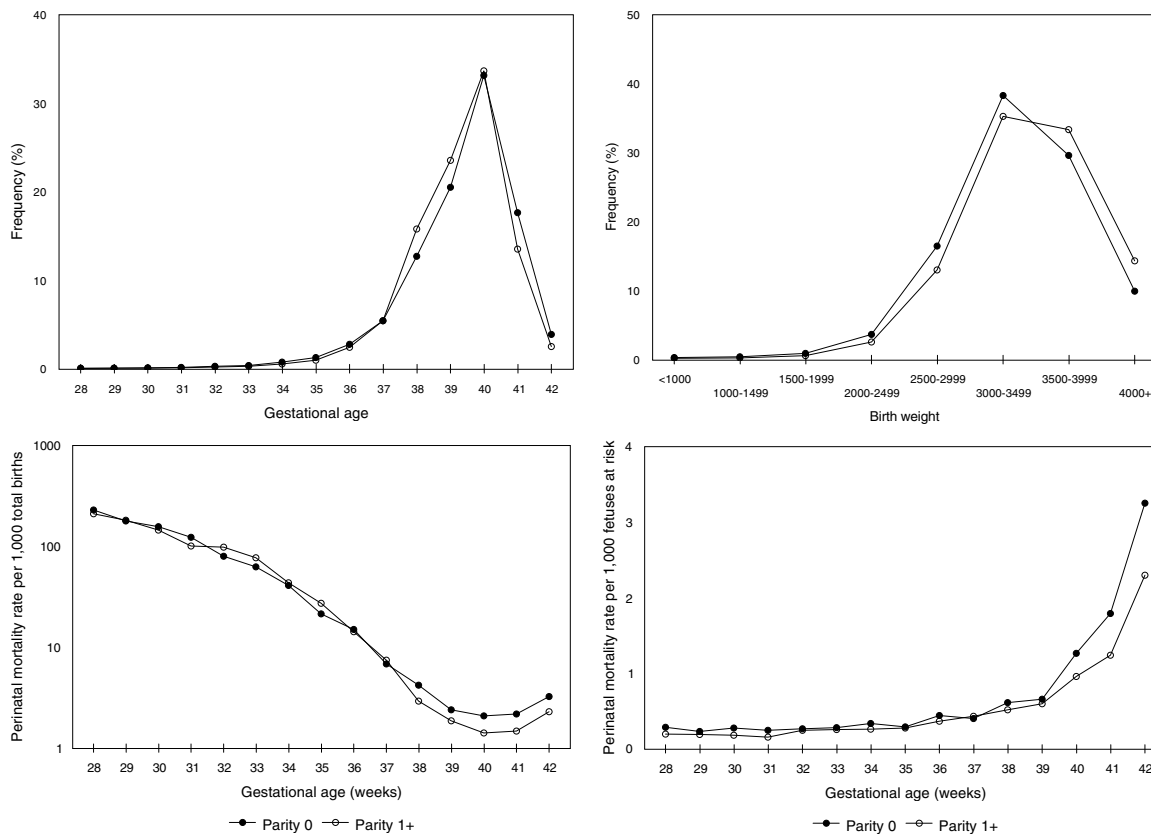 40
30
20
10
0
Frequency (%)
28 29 30 31 32 33 34 35 36 37 38 39 40 41 42
Gestational age
50
40
30
20
10
0
Frequency (%)
<1000 1500-1999 2500-2999 3500-3999
1000-1499 2000-2499 3000-3499 4000+
Birth weight
1000
100
10
1
Perinatal mortality rate per 1,000 total births
28 29 30 31 32 33 34 35 36 37 38 39 40 41 42
Gestational age (weeks)
Parity 0 Parity 1+
4
3
2
1
0
Perinatal mortality rate per 1,000 fetuses at risk
28 29 30 31 32 33 34 35 36 37 38 39 40 41 42
Gestational age (weeks)
Parity 0 Parity 1+